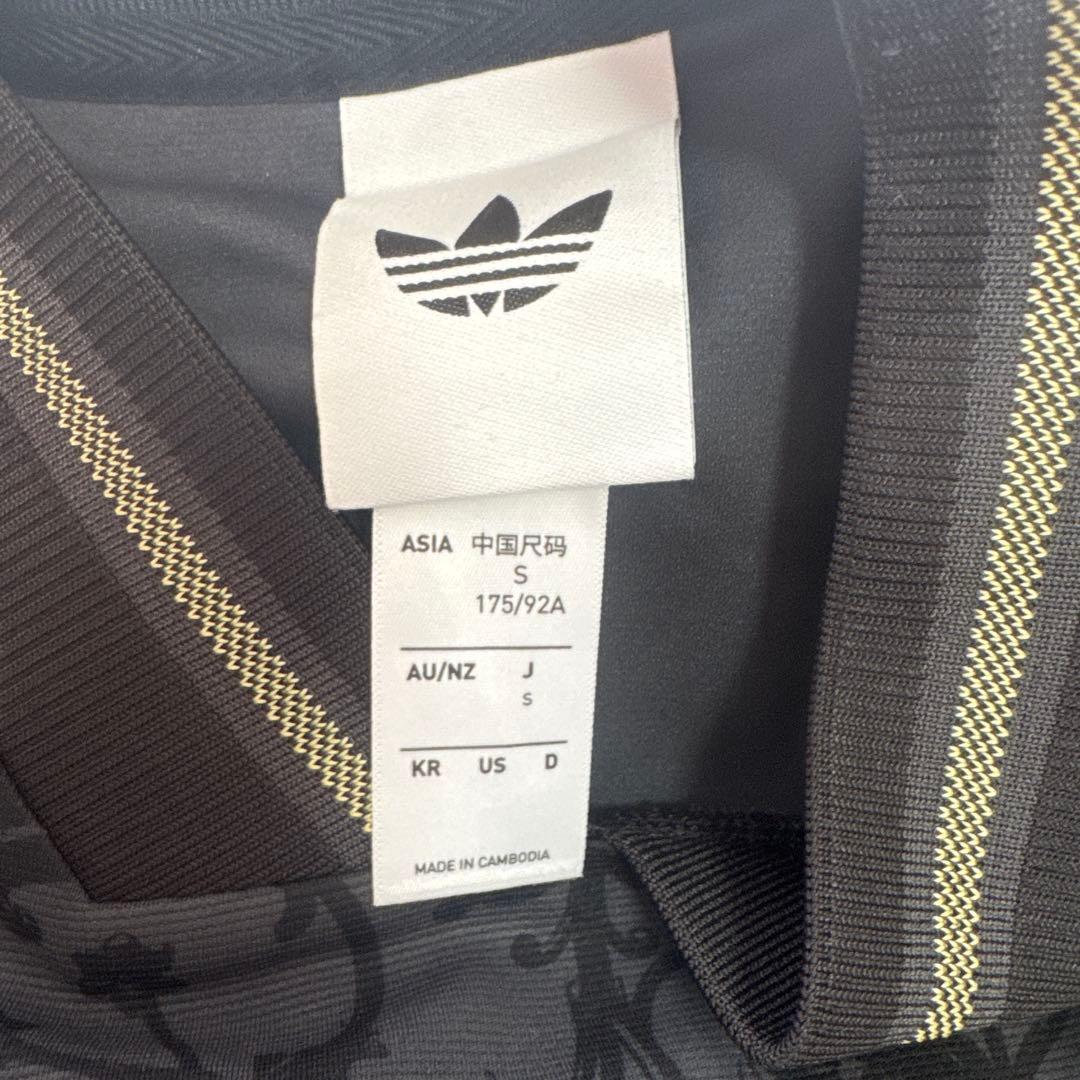 ASIA 中国尺码
S
175/92A
AU/NZ J
S
KR US D
MADE IN CAMBODIA